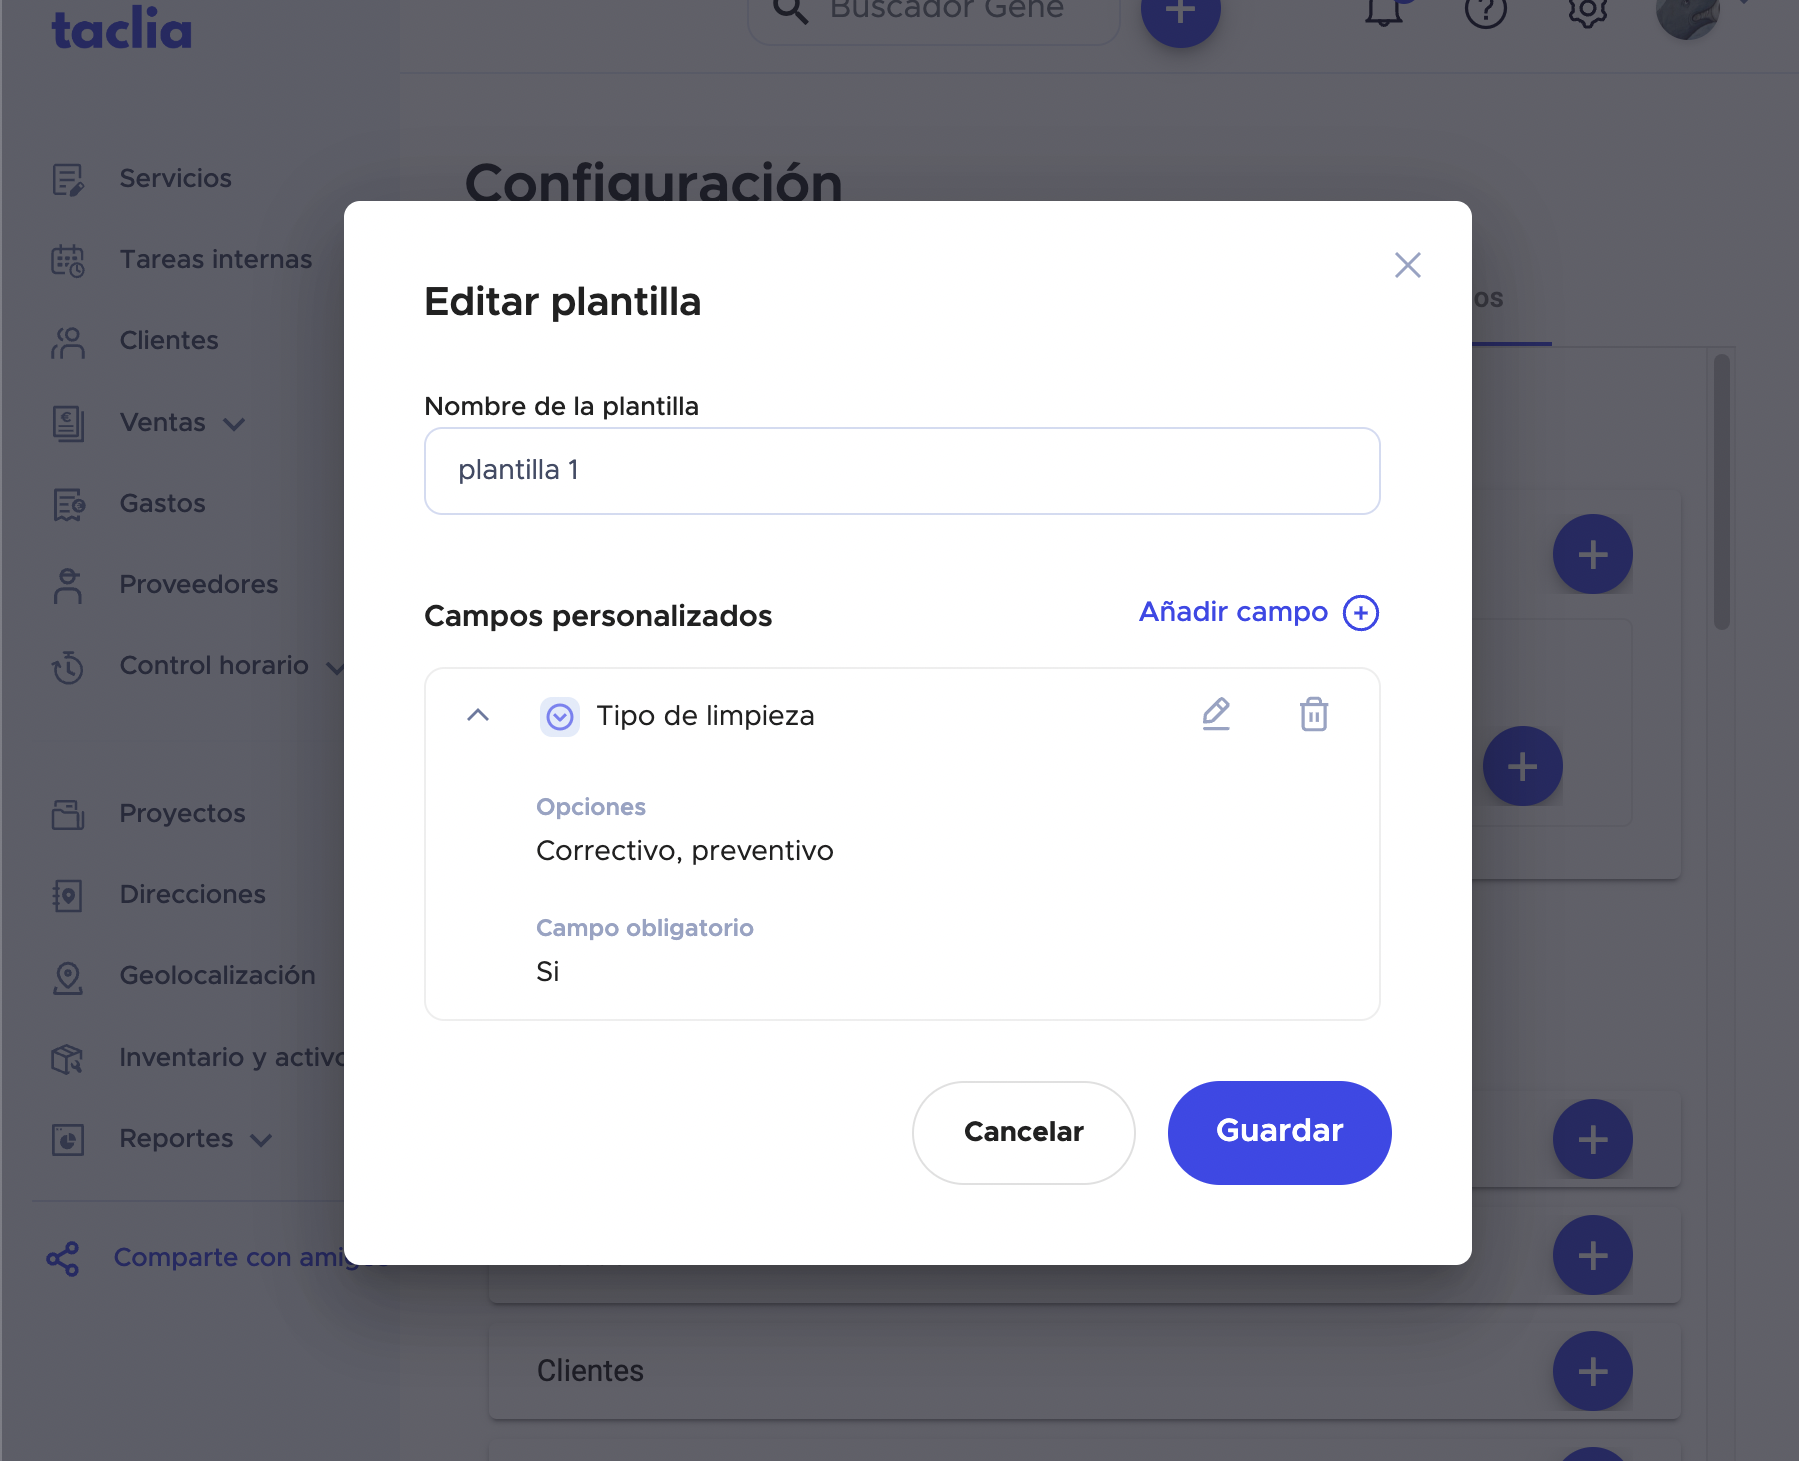 taclia
Buscador Gene
Servicios
Tareas internas
Clientes
Ventas
Gastos
Proveedores
Control horario
Proyectos
Direcciones
Geolocalización
Inventario y activo
Reportes
Comparte con amigos
Configuración
os
Editar plantilla
Nombre de la plantilla
plantilla 1
Campos personalizados
Añadir campo
Tipo de limpieza
Opciones
Correctivo, preventivo
Campo obligatorio
Si
Cancelar
Guardar
Clientes